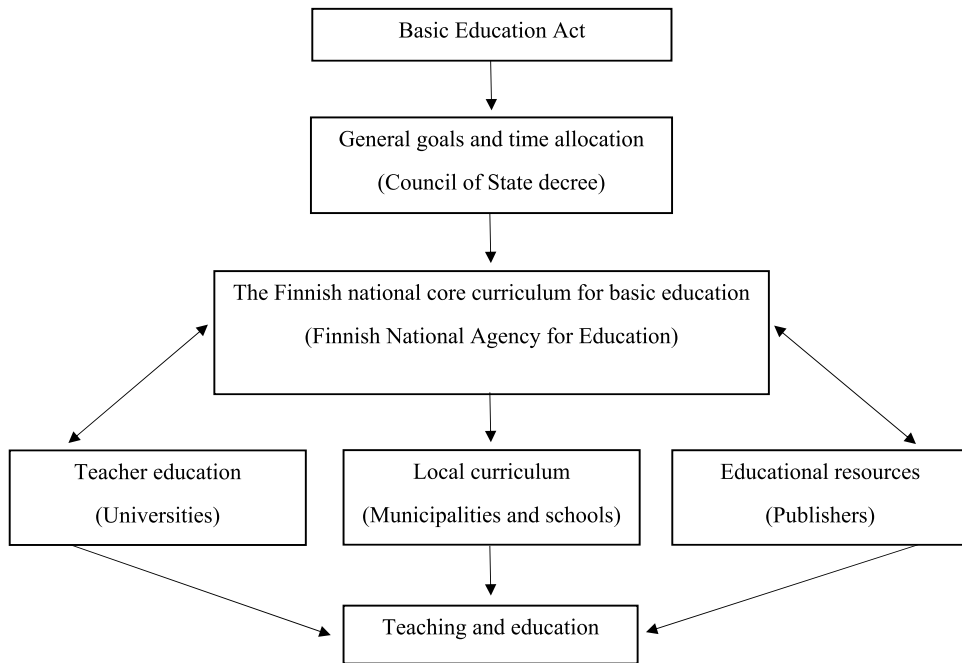 Basic Education Act
General goals and time allocation
(Council of State decree)
The Finnish national core curriculum for basic education
(Finnish National Agency for Education)
Teacher education
(Universities)
Local curriculum
(Municipalities and schools)
Educational resources
(Publishers)
Teaching and education